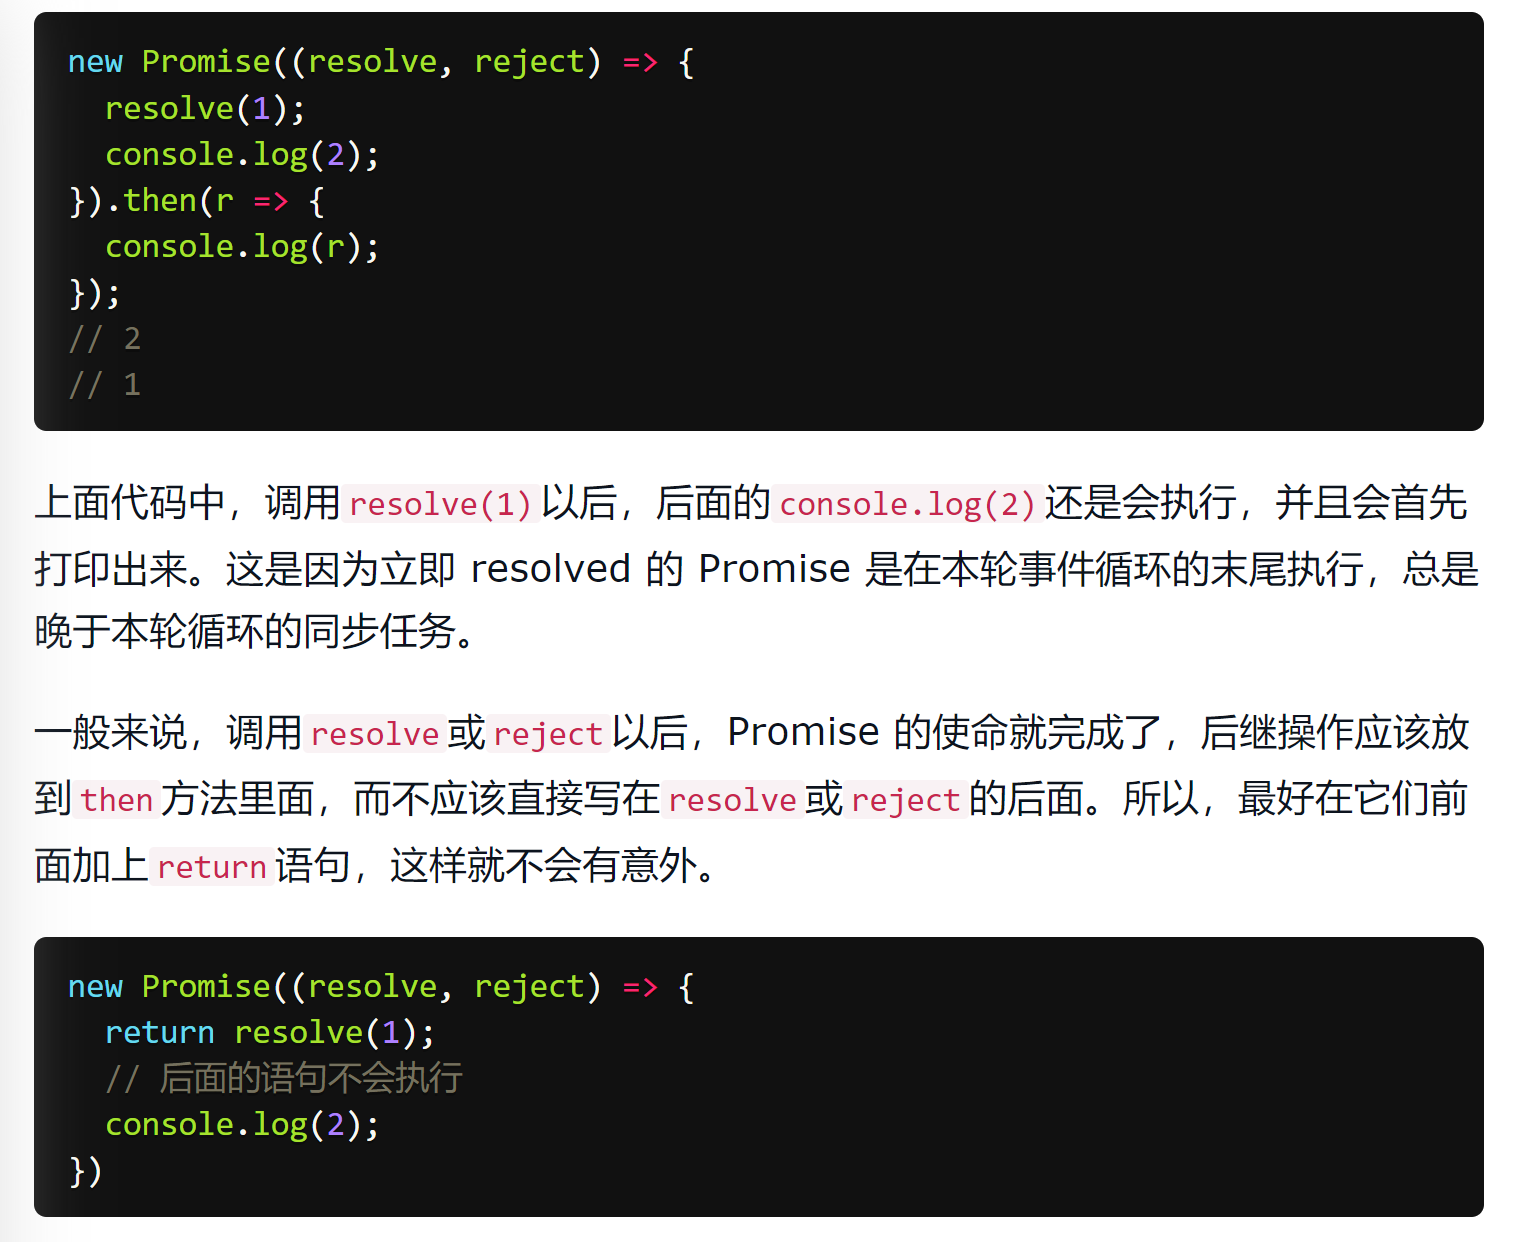 new Promise((resolve, reject) => {
  resolve(1);
  console.log(2);
}).then(r => {
  console.log(r);
});
// 2
// 1
上面代码中，调用resolve(1)以后，后面的console.log(2)还是会执行，并且会首先
打印出来。这是因为立即 resolved 的 Promise 是在本轮事件循环的末尾执行，总是
晚于本轮循环的同步任务。
一般来说，调用resolve或reject以后，Promise 的使命就完成了，后继操作应该放
到then方法里面，而不应该直接写在resolve或reject的后面。所以，最好在它们前
面加上return语句，这样就不会有意外。
new Promise((resolve, reject) => {
  return resolve(1);
  // 后面的语句不会执行
  console.log(2);
})